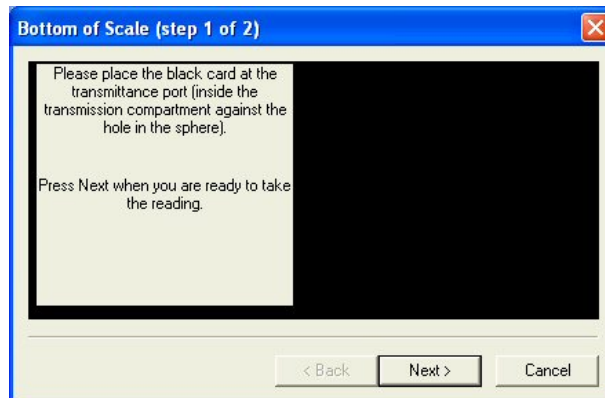 Bottom of Scale (step 1 of 2)
Please place the black card at the
transmittance port (inside the
transmission compartment against the
hole in the sphere).
Press Next when you are ready to take
the reading.
< Back Next > Cancel